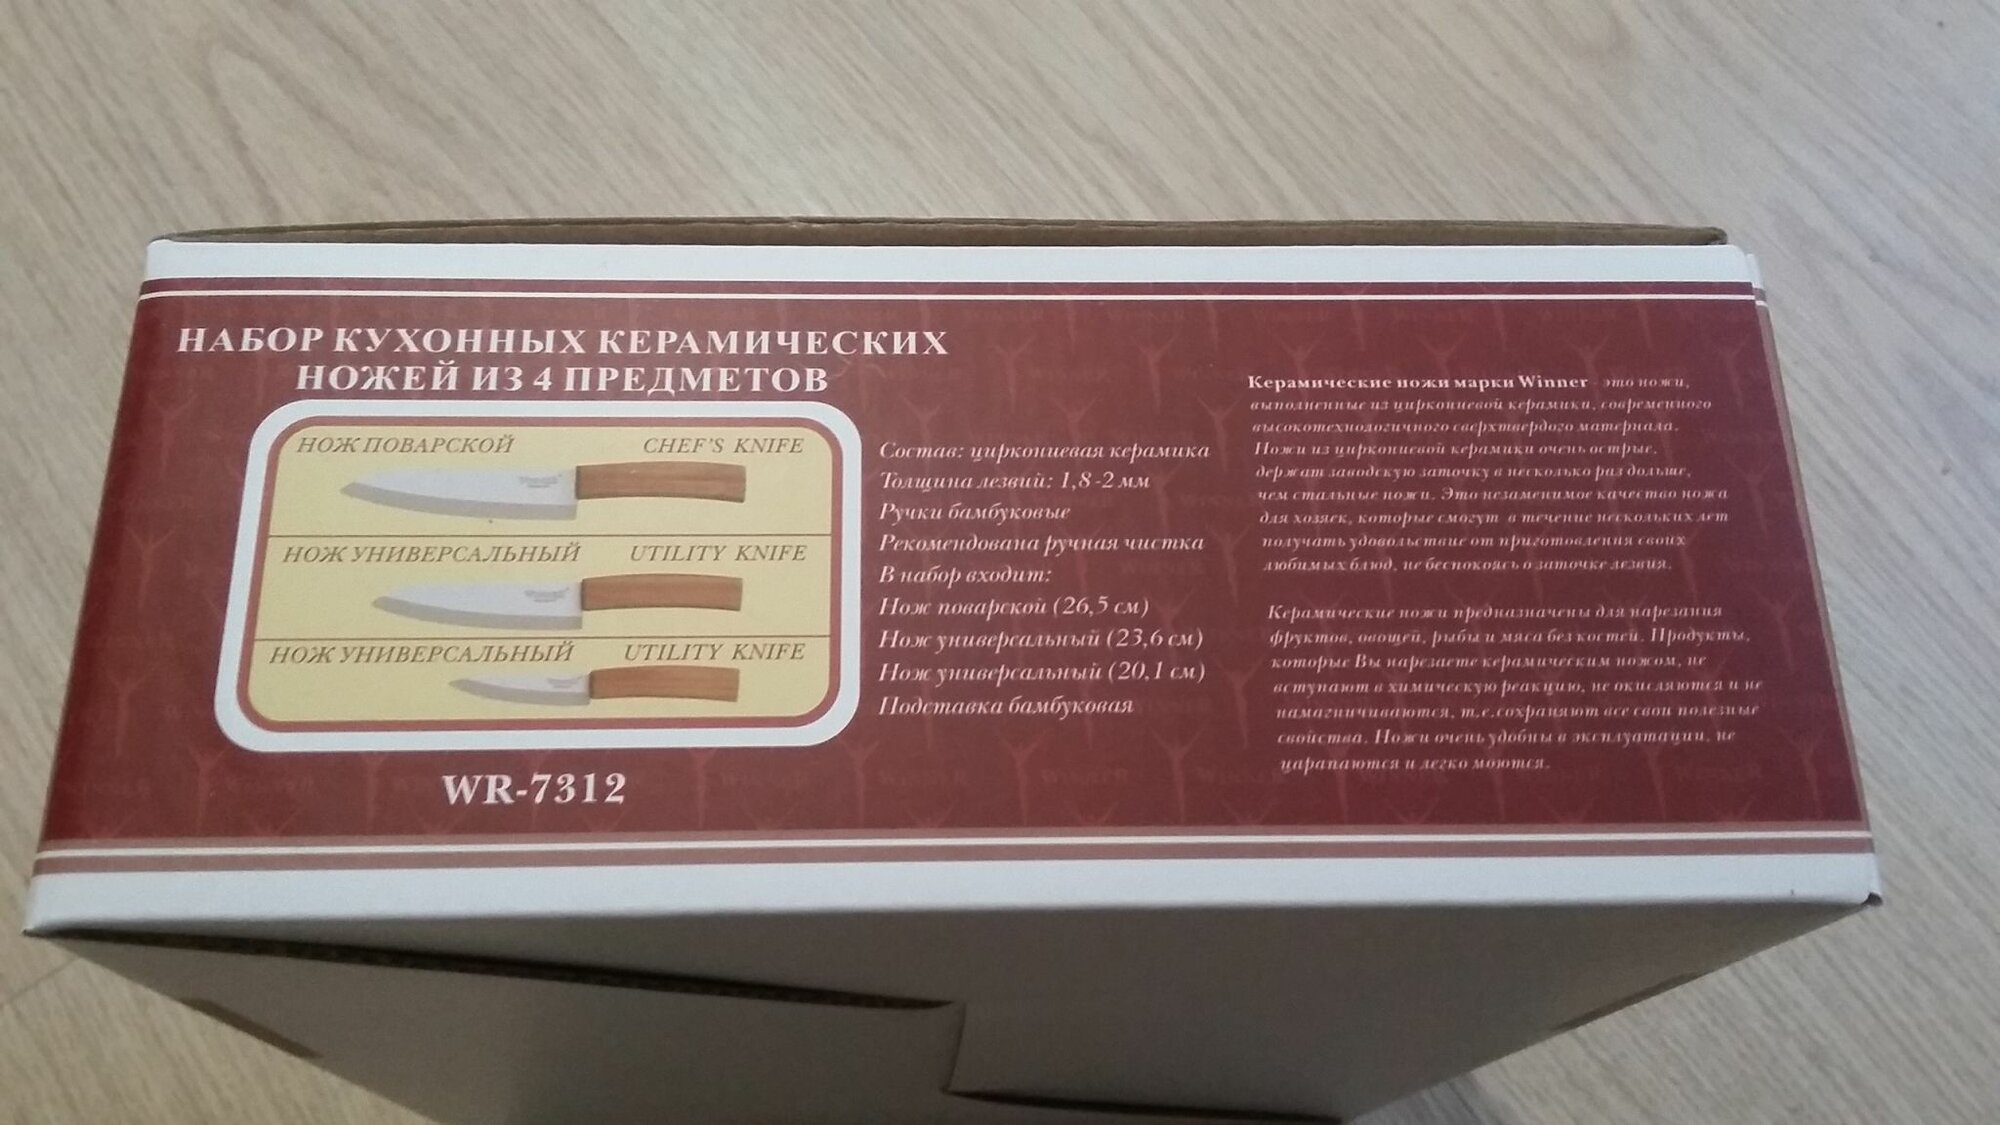 НАБОР КУХОННЫХ КЕРАМИЧЕСКИХ
НОЖЕЙ ИЗ 4 ПРЕДМЕТОВ
НОЖ ПОВАРСКОЙ CHEF'S KNIFE
НОЖ УНИВЕРСАЛЬНЫЙ UTILITY KNIFE
НОЖ УНИВЕРСАЛЬНЫЙ UTILITY KNIFE
WR-7312
Состав: циркониевая керамика
Толщина лезвий: 1,8-2 мм
Ручки бамбуковые
Рекомендована ручная чистка
В набор входит:
Нож поварской (26,5 см)
Нож универсальный (23,6 см)
Нож универсальный (20,1 см)
Подставка бамбуковая
Керамические ножи марки Winner - это ножи,
выполненные из циркониевой керамики, современного
высокотехнологичного сверхтвердого материала.
Ножи из циркониевой керамики очень острые,
держат заводскую заточку в несколько раз дольше,
чем стальные ножи. Это незаменимое качество ножа
для хозяек, которые смогут в течение нескольких лет
получать удовольствие от приготовления своих
любимых блюд, не беспокоясь о заточке лезвия.
Керамические ножи предназначены для нарезания
фруктов, овощей, рыбы и мяса без костей. Продукты,
которые Вы нарезаете керамическим ножом, не
вступают в химическую реакцию, не окисляются и не
намагничиваются, т.е.сохраняют все свои полезные
свойства. Ножи очень удобны в эксплуатации, не
царапаются и легко моются.